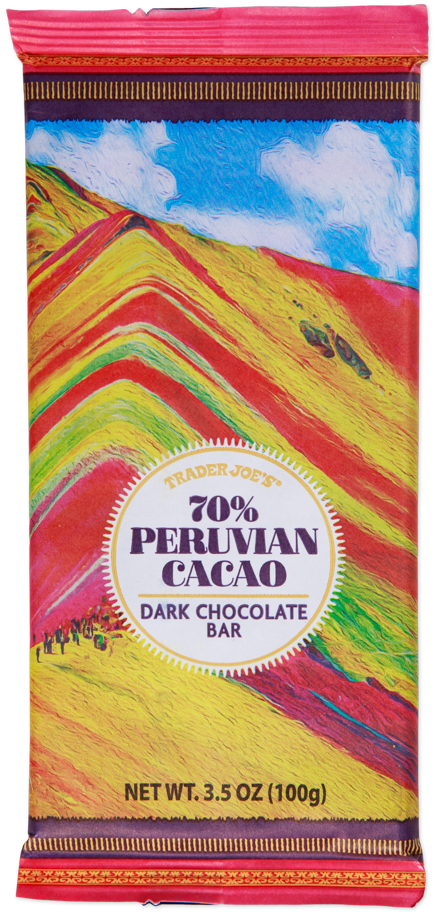 TRADER JOE'S®
70%
PERUVIAN
CACAO
DARK CHOCOLATE
BAR
NET WT. 3.5 OZ (100g)